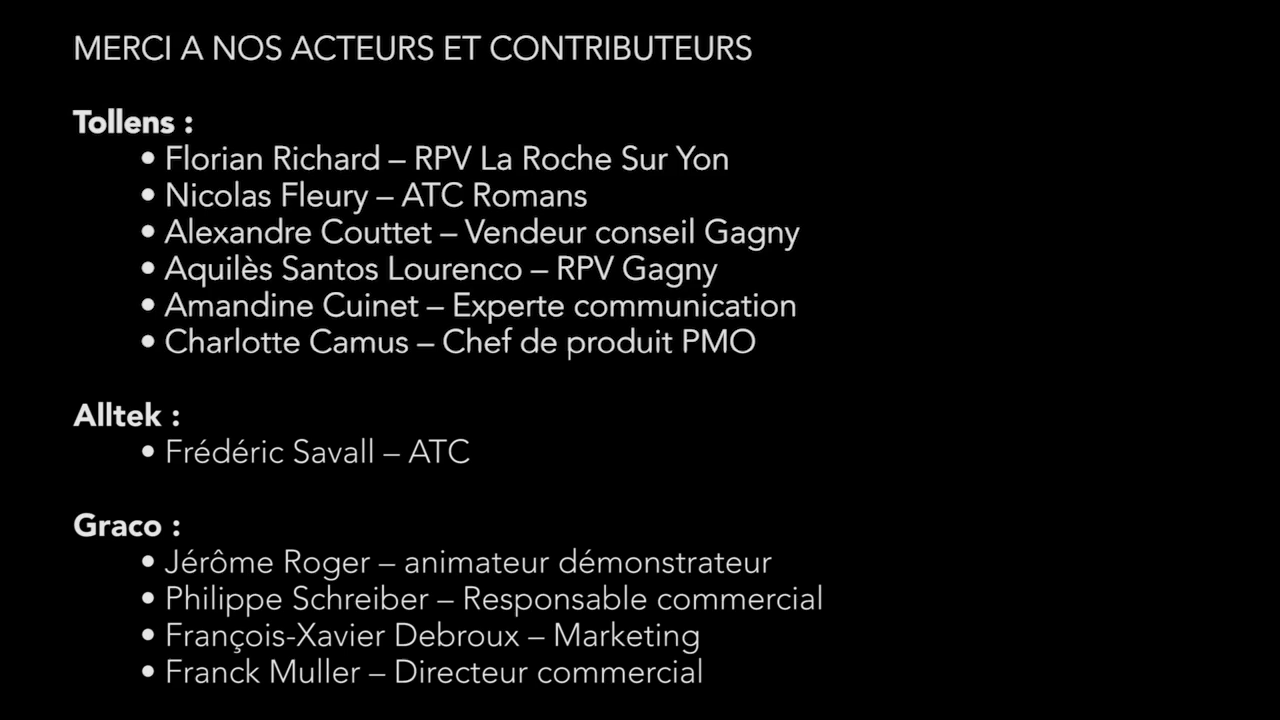 MERCI A NOS ACTEURS ET CONTRIBUTEURS
Tollens :
• Florian Richard – RPV La Roche Sur Yon
• Nicolas Fleury – ATC Romans
• Alexandre Couttet – Vendeur conseil Gagny
• Aquilès Santos Lourenco – RPV Gagny
• Amandine Cuinet – Experte communication
• Charlotte Camus – Chef de produit PMO
Alltek :
• Frédéric Savall – ATC
Graco :
• Jérôme Roger – animateur démonstrateur
• Philippe Schreiber – Responsable commercial
• François-Xavier Debroux – Marketing
• Franck Muller – Directeur commercial